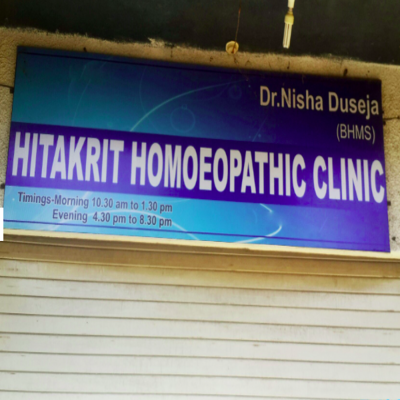 Dr.Nisha Duseja
(BHMS)
HITAKRIT HOMOEOPATHIC CLINIC
Timings-Morning 10.30 am to 1.30 pm
Evening 4.30 pm to 8.30 pm